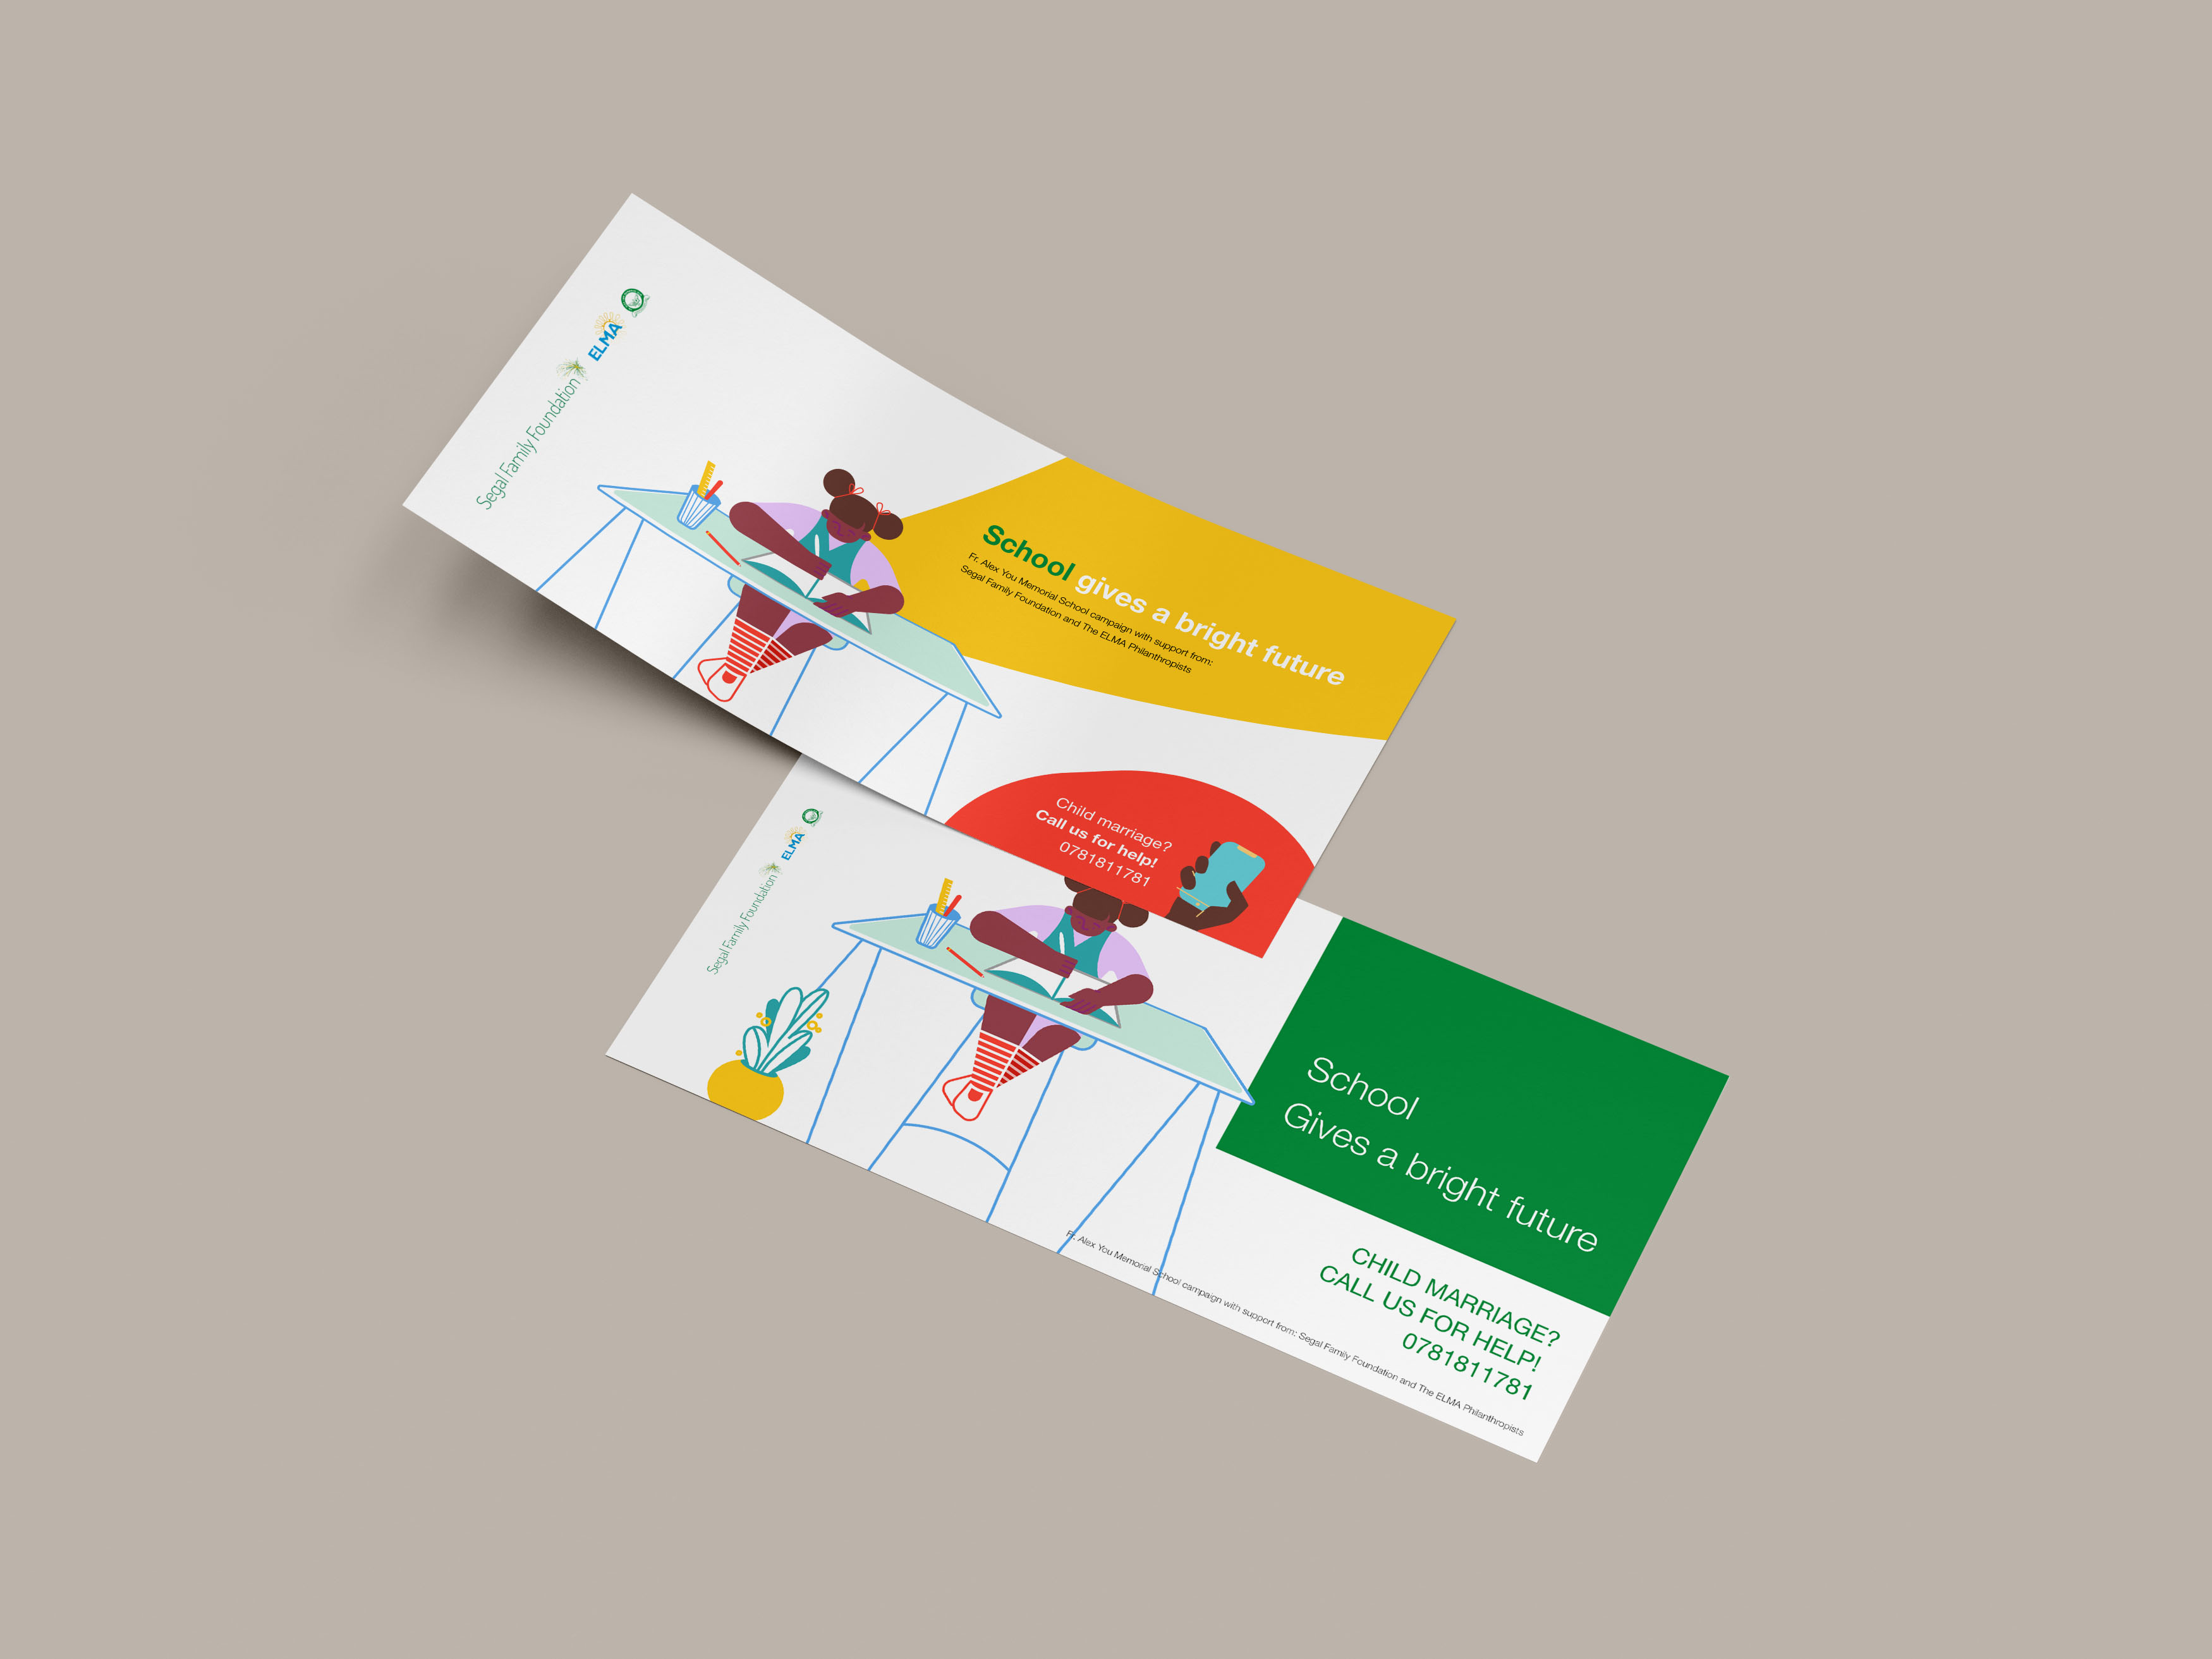 Segal Family Foundation
ELMA
School gives a bright future
Fr. Alex You Memorial School campaign with support from:
Segal Family Foundation and The ELMA Philanthropists
Child marriage?
Call us for help!
0781811781
Segal Family Foundation
ELMA
School
Gives a bright future
CHILD MARRIAGE?
CALL US FOR HELP!
0781811781
Fr. Alex You Memorial School campaign with support from: Segal Family Foundation and The ELMA Philanthropists